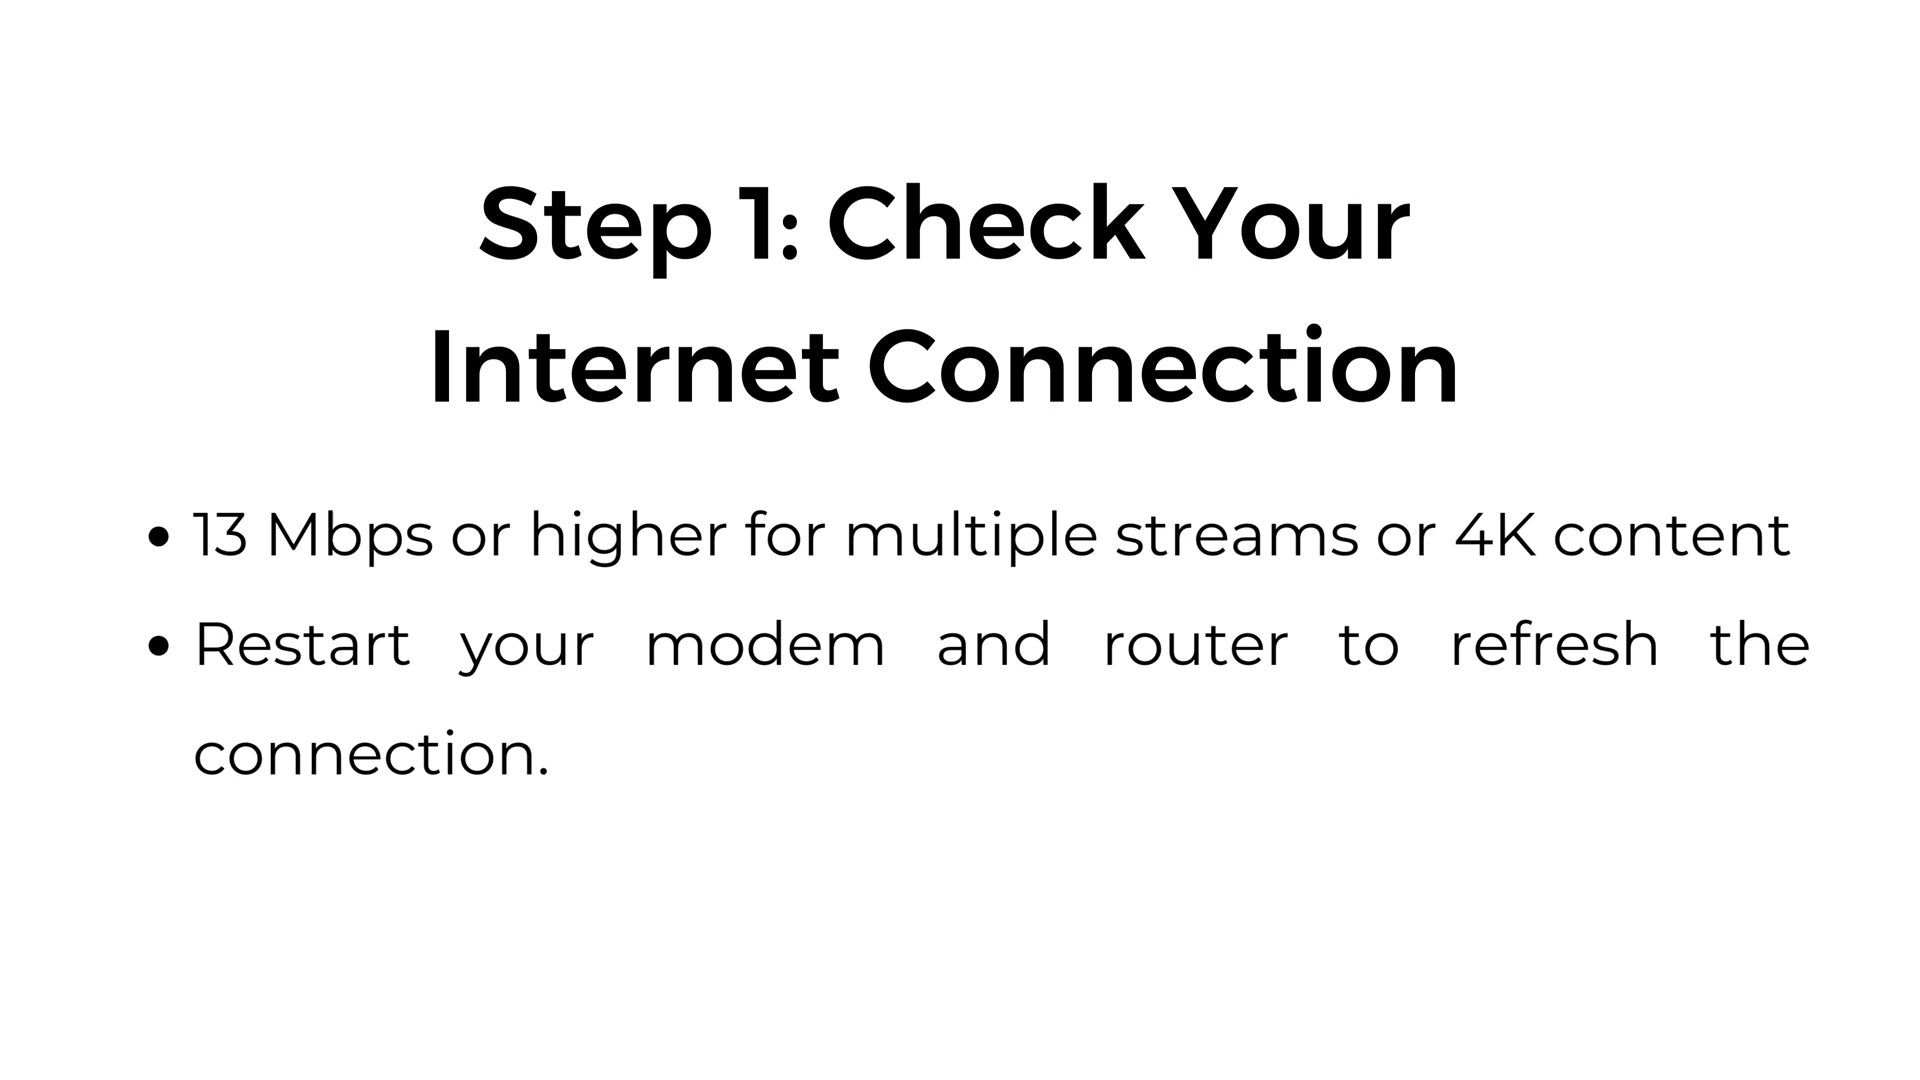 Step 1: Check Your
Internet Connection
• 13 Mbps or higher for multiple streams or 4K content
• Restart your modem and router to refresh the
connection.